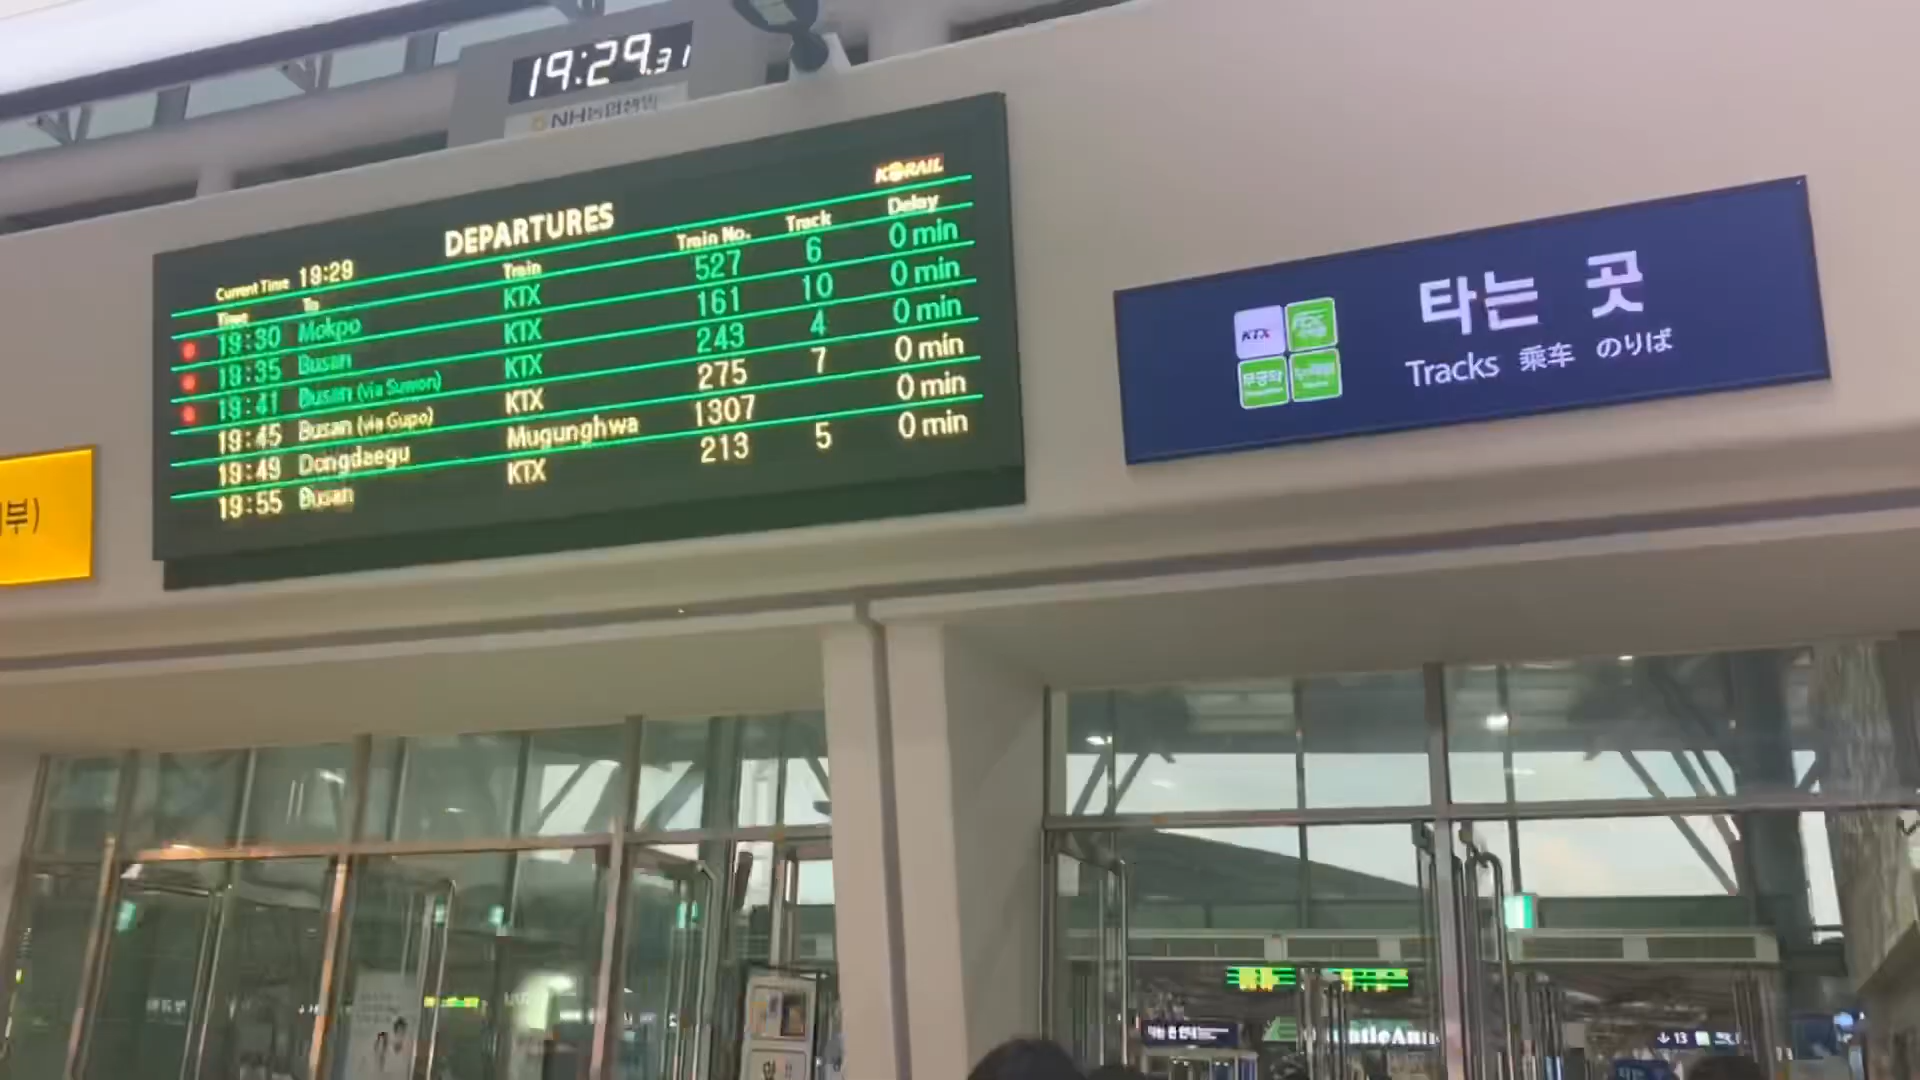 19:29.31
NH농협은행
KORAIL
DEPARTURES
Current Time 19:29
Time To Train Train No. Track Delay
19:30 Mokpo KTX 527 6 0 min
19:35 Busan KTX 161 10 0 min
19:41 Busan (via Suwon) KTX 243 4 0 min
19:45 Busan (via Gupo) KTX 275 7 0 min
19:49 Dongdaegu Mugunghwa 1307 0 min
19:55 Busan KTX 213 5 0 min
부)
KTX
무궁화
타는 곳
Tracks 乘车 のりば
13